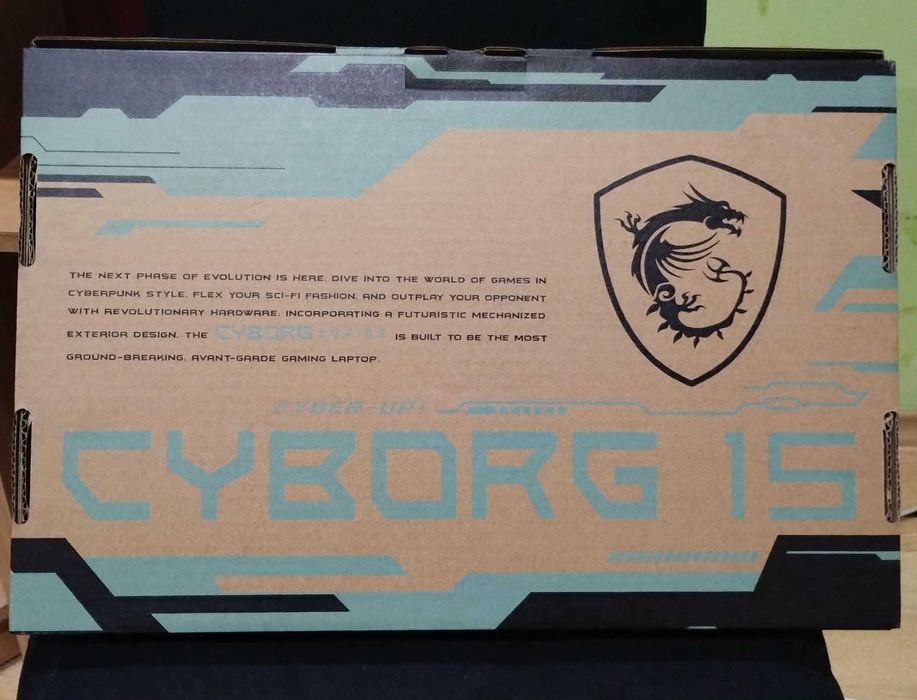 THE NEXT PHASE OF EVOLUTION IS HERE: DIVE INTO THE WORLD OF GAMES IN
CYBERPUNK STYLE. FLEX YOUR SCI-FI FASHION, AND OUTPLAY YOUR OPPONENT
WITH REVOLUTIONARY HARDWARE. INCORPORATING A FUTURISTIC MECHANIZED
EXTERIOR DESIGN, THE CYBORG IS BUILT TO BE THE MOST
GROUND-BREAKING, AVANT-GARDE GAMING LAPTOP.
CYBER-UP!
CYBORG 15